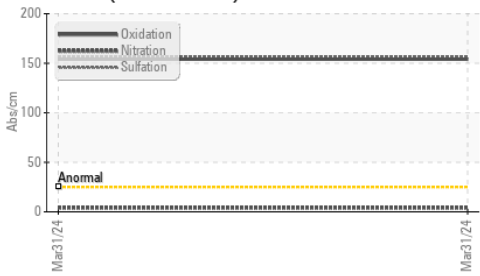 200
Oxidation
Nitration
Sulfation
150
Abs/cm
100
50
Anormal
0
Mar31/24
Mar31/24